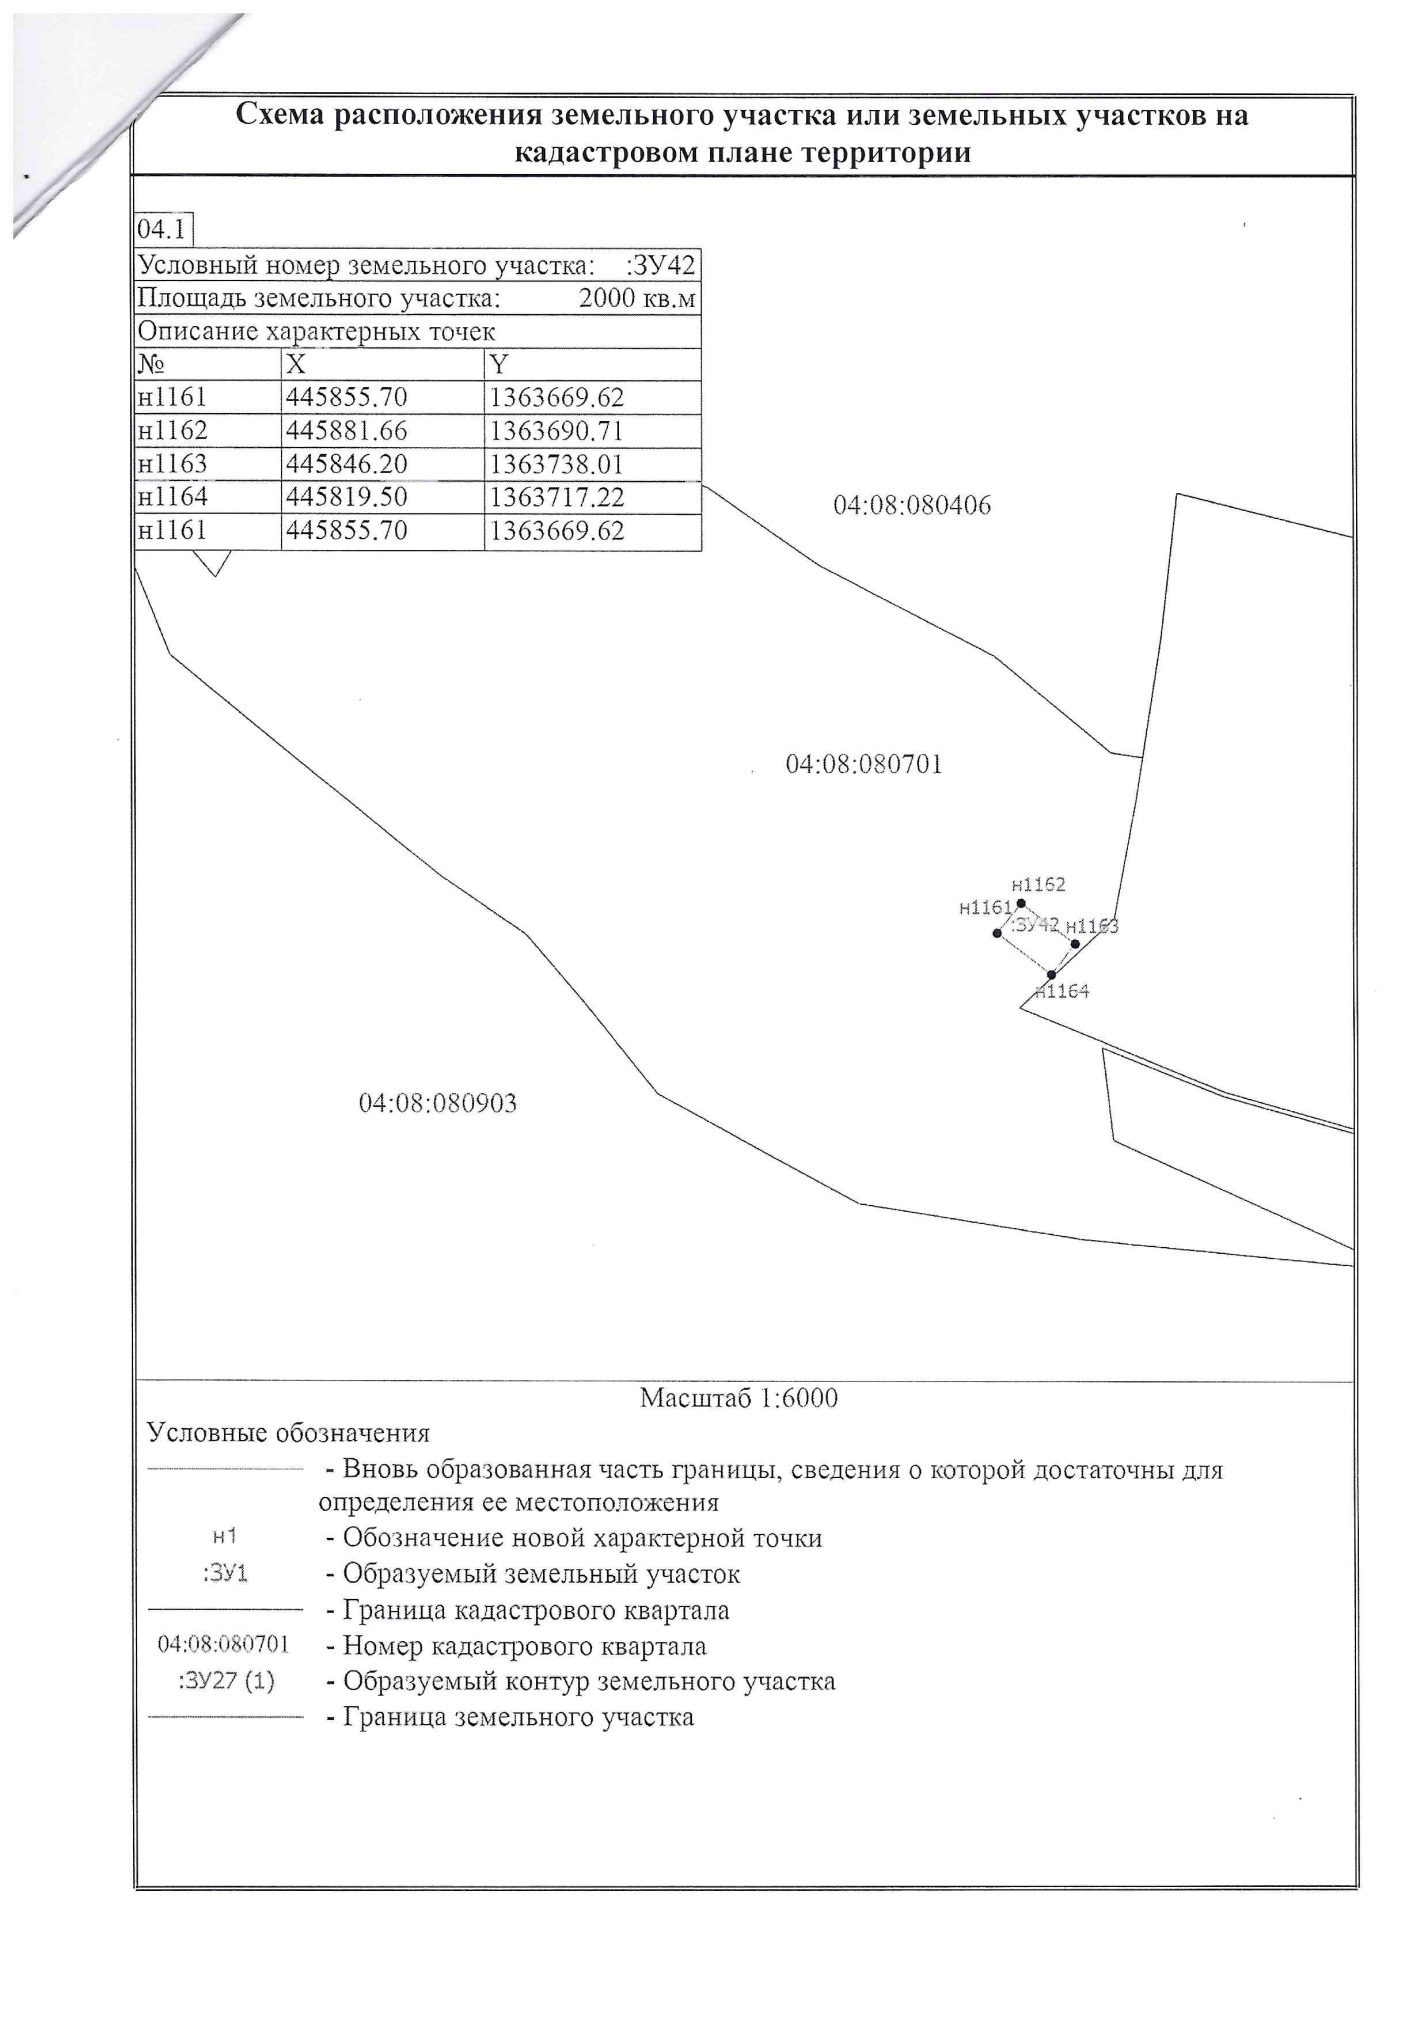 Схема расположения земельного участка или земельных участков на
кадастровом плане территории
04.1
Условный номер земельного участка: :ЗУ42
Площадь земельного участка: 2000 кв.м
Описание характерных точек
№ X Y
н1161 445855.70 1363669.62
н1162 445881.66 1363690.71
н1163 445846.20 1363738.01
н1164 445819.50 1363717.22
н1161 445855.70 1363669.62
04:08:080406
04:08:080701
н1162
н1161
:ЗУ42 н1163
н1164
04:08:080903
Масштаб 1:6000
Условные обозначения
- Вновь образованная часть границы, сведения о которой достаточны для
определения ее местоположения
н1 - Обозначение новой характерной точки
:ЗУ1 - Образуемый земельный участок
- Граница кадастрового квартала
04:08:080701 - Номер кадастрового квартала
:ЗУ27 (1) - Образуемый контур земельного участка
- Граница земельного участка